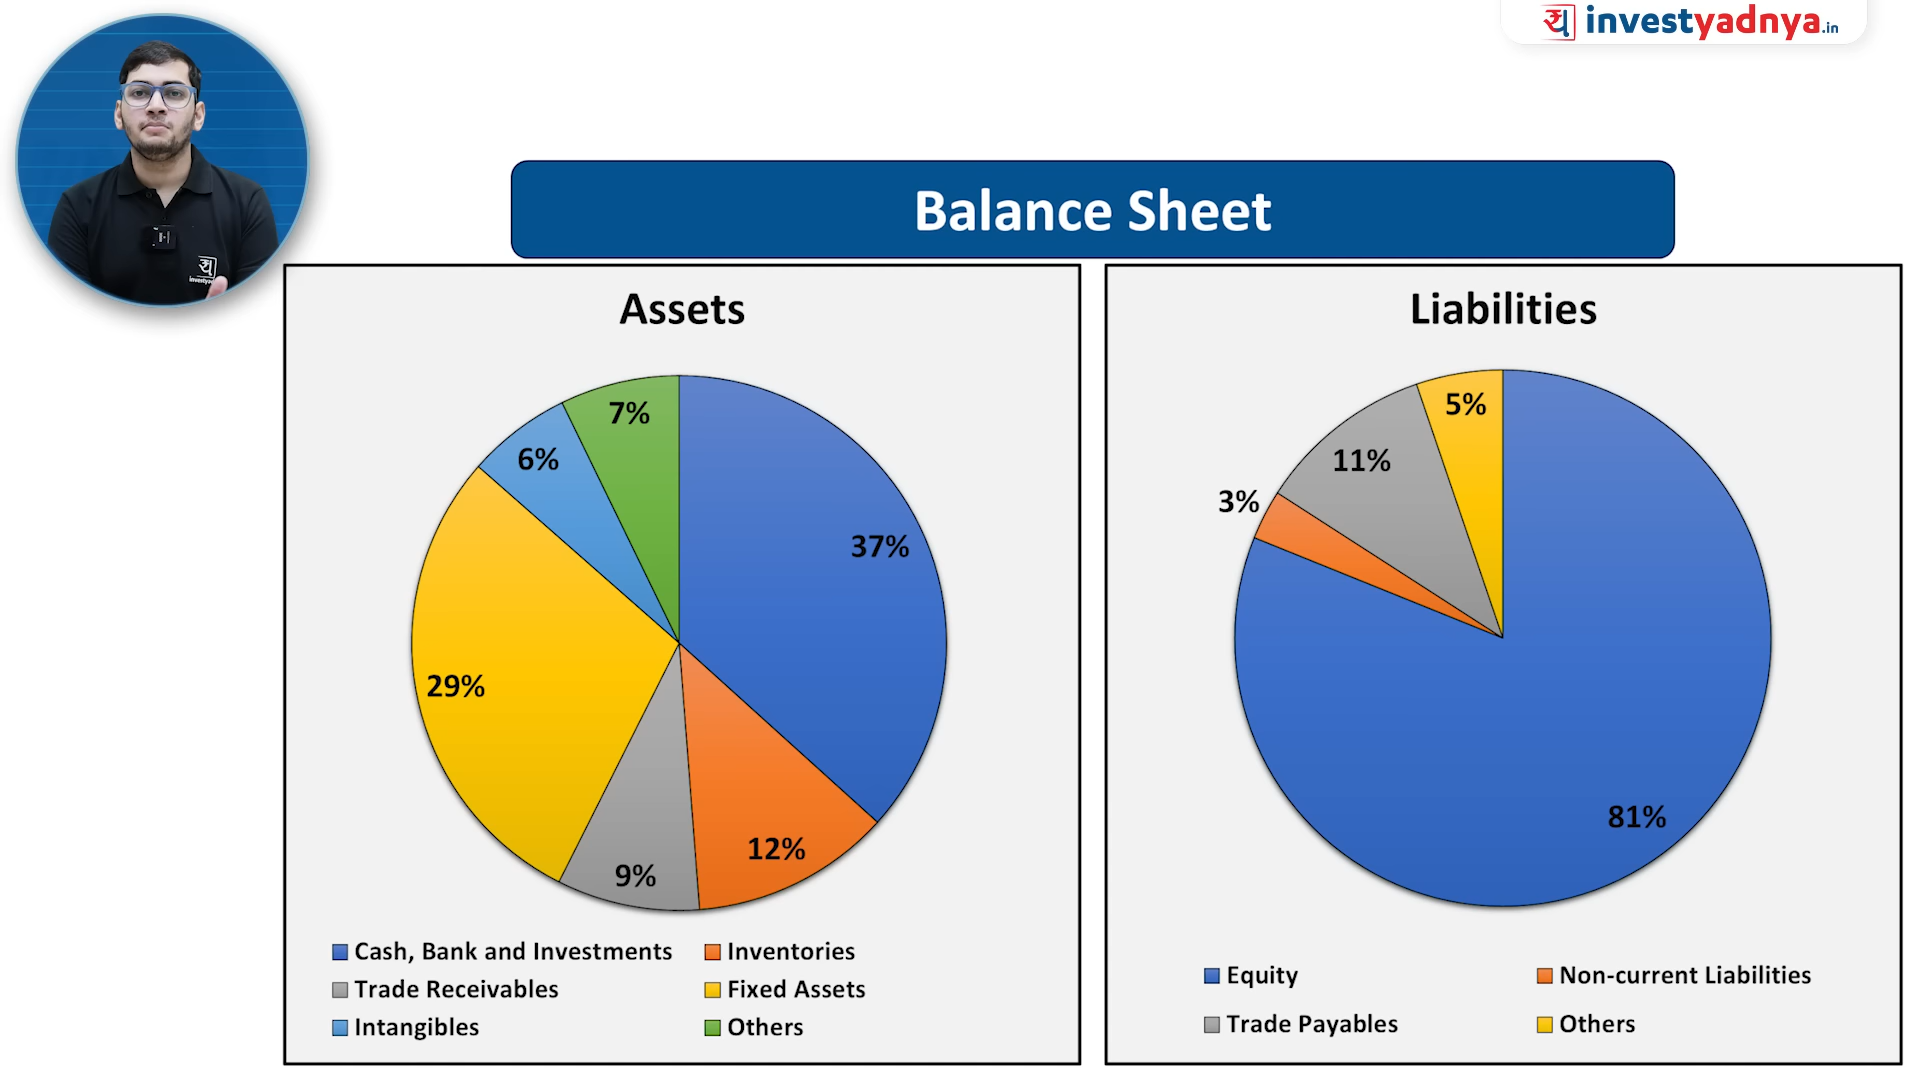 investyadnya.in
Balance Sheet
Assets
7%
6%
37%
29%
12%
9%
Cash, Bank and Investments
Inventories
Trade Receivables
Fixed Assets
Intangibles
Others
Liabilities
5%
11%
3%
81%
Equity
Non-current Liabilities
Trade Payables
Others